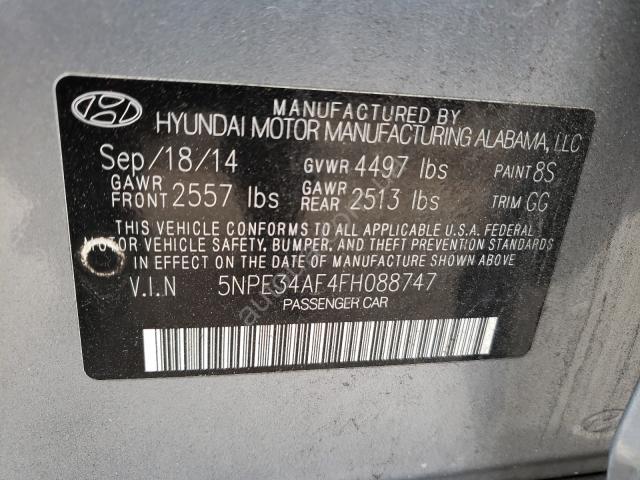 MANUFACTURED BY
HYUNDAI MOTOR MANUFACTURING ALABAMA, LLC
Sep/18/14 GVWR 4497 lbs PAINT 8S
GAWR FRONT 2557 lbs GAWR REAR 2513 lbs TRIM GG
THIS VEHICLE CONFORMS TO ALL APPLICABLE U.S.A. FEDERAL
MOTOR VEHICLE SAFETY, BUMPER, AND THEFT PREVENTION STANDARDS
IN EFFECT ON THE DATE OF MANUFACTURE SHOWN ABOVE.
V.I.N 5NPE34AF4FH088747
PASSENGER CAR